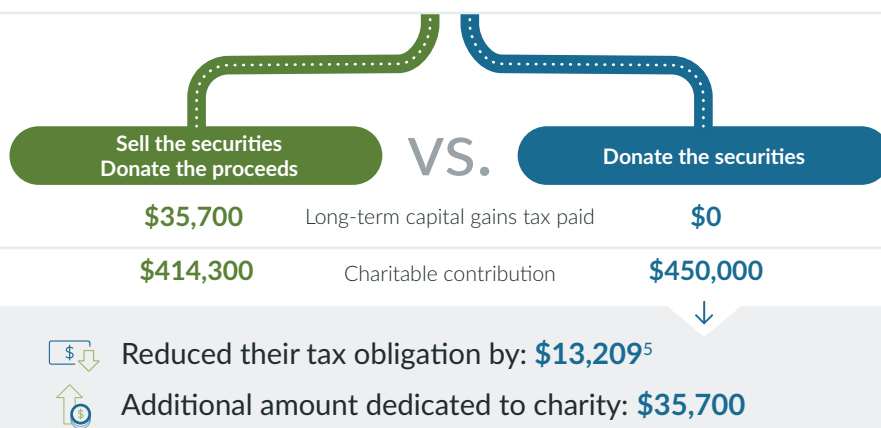 Sell the securities
Donate the proceeds
VS.
Donate the securities
$35,700 Long-term capital gains tax paid $0
$414,300 Charitable contribution $450,000
$ Reduced their tax obligation by: $13,209⁵
$ Additional amount dedicated to charity: $35,700